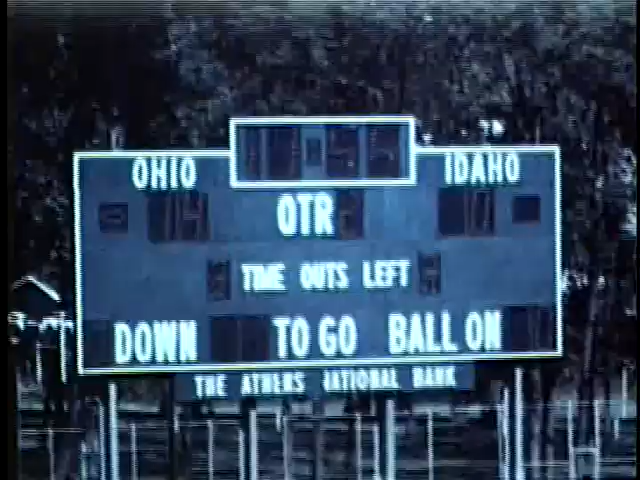 OHIO IDAHO
QTR
TIME OUTS LEFT
DOWN TO GO BALL ON
THE ATHENS NATIONAL BANK